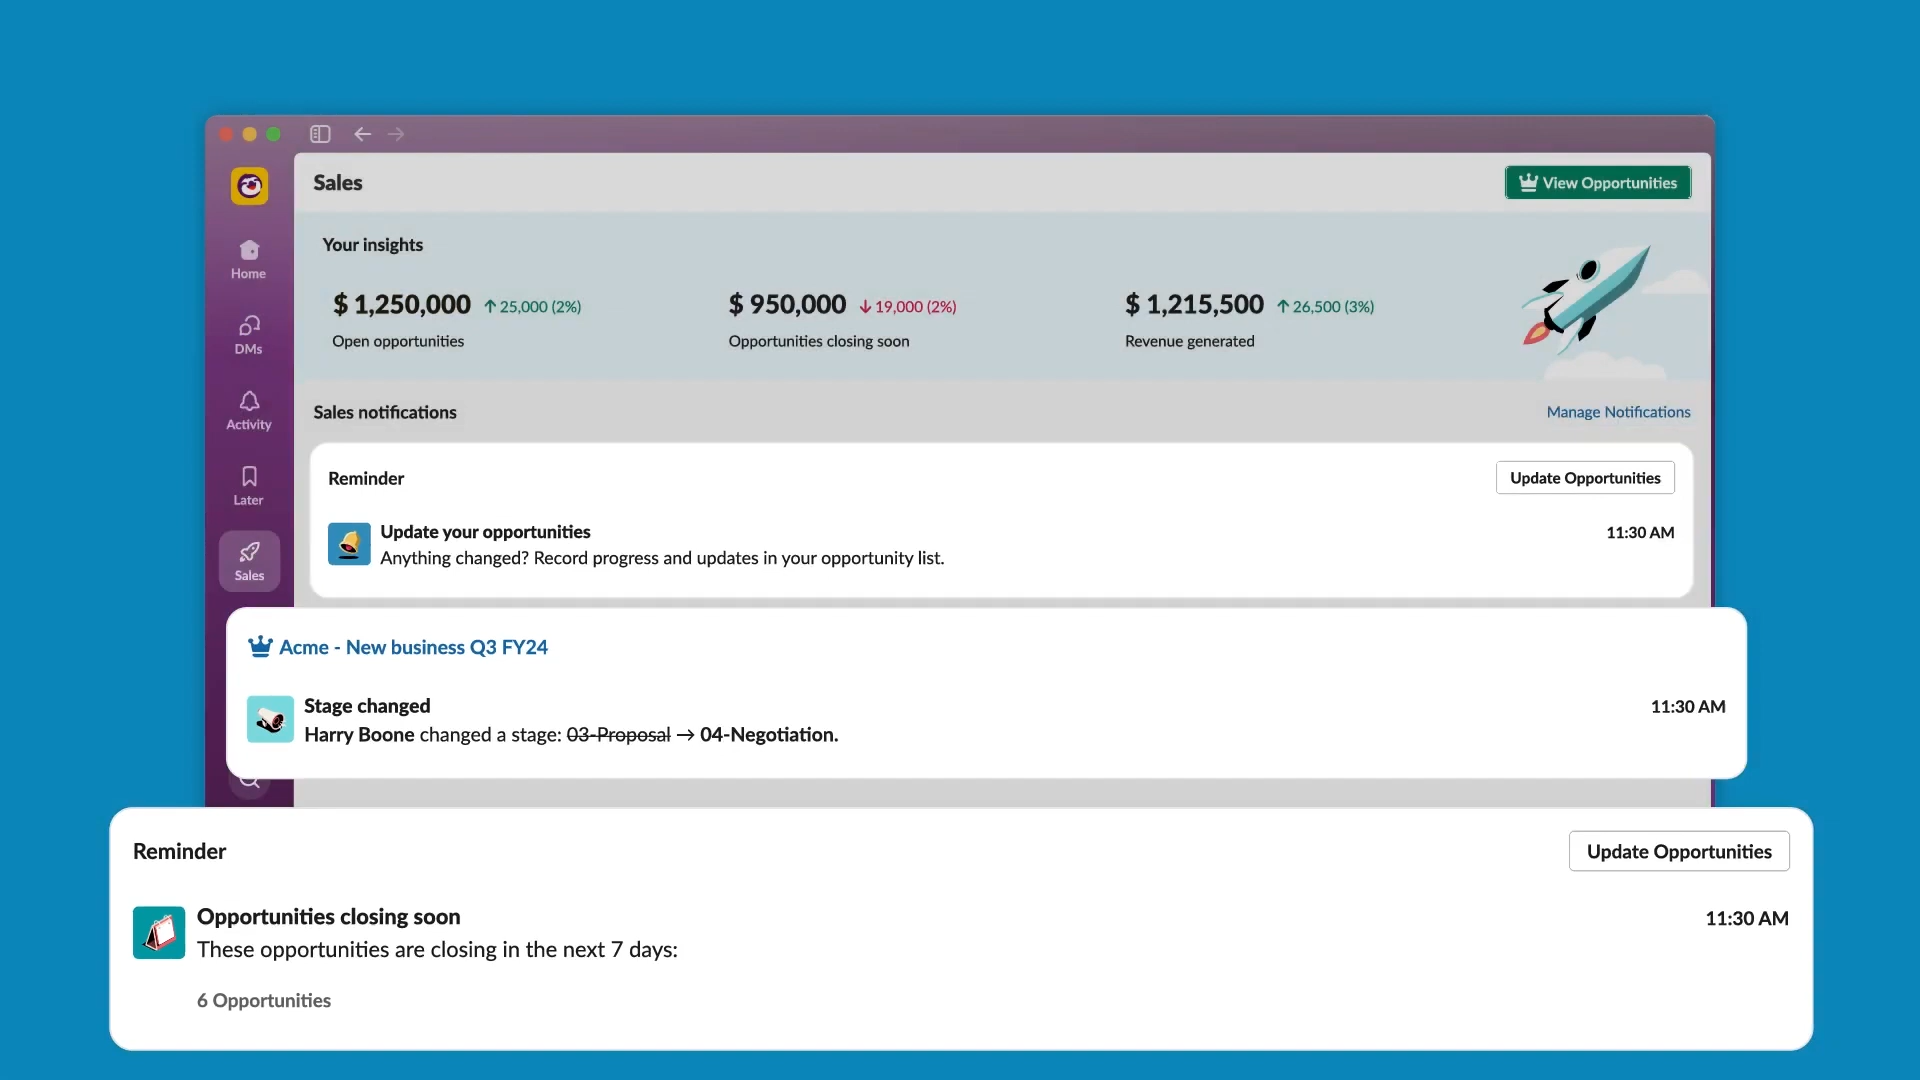 Sales
View Opportunities
Your insights
$ 1,250,000 ↑ 25,000 (2%)
Open opportunities
$ 950,000 ↓ 19,000 (2%)
Opportunities closing soon
$ 1,215,500 ↑ 26,500 (3%)
Revenue generated
Home
DMs
Activity
Later
Sales
Sales notifications
Manage Notifications
Reminder
Update Opportunities
Update your opportunities
11:30 AM
Anything changed? Record progress and updates in your opportunity list.
Acme - New business Q3 FY24
Stage changed
11:30 AM
Harry Boone changed a stage: 03-Proposal → 04-Negotiation.
Reminder
Update Opportunities
Opportunities closing soon
11:30 AM
These opportunities are closing in the next 7 days:
6 Opportunities